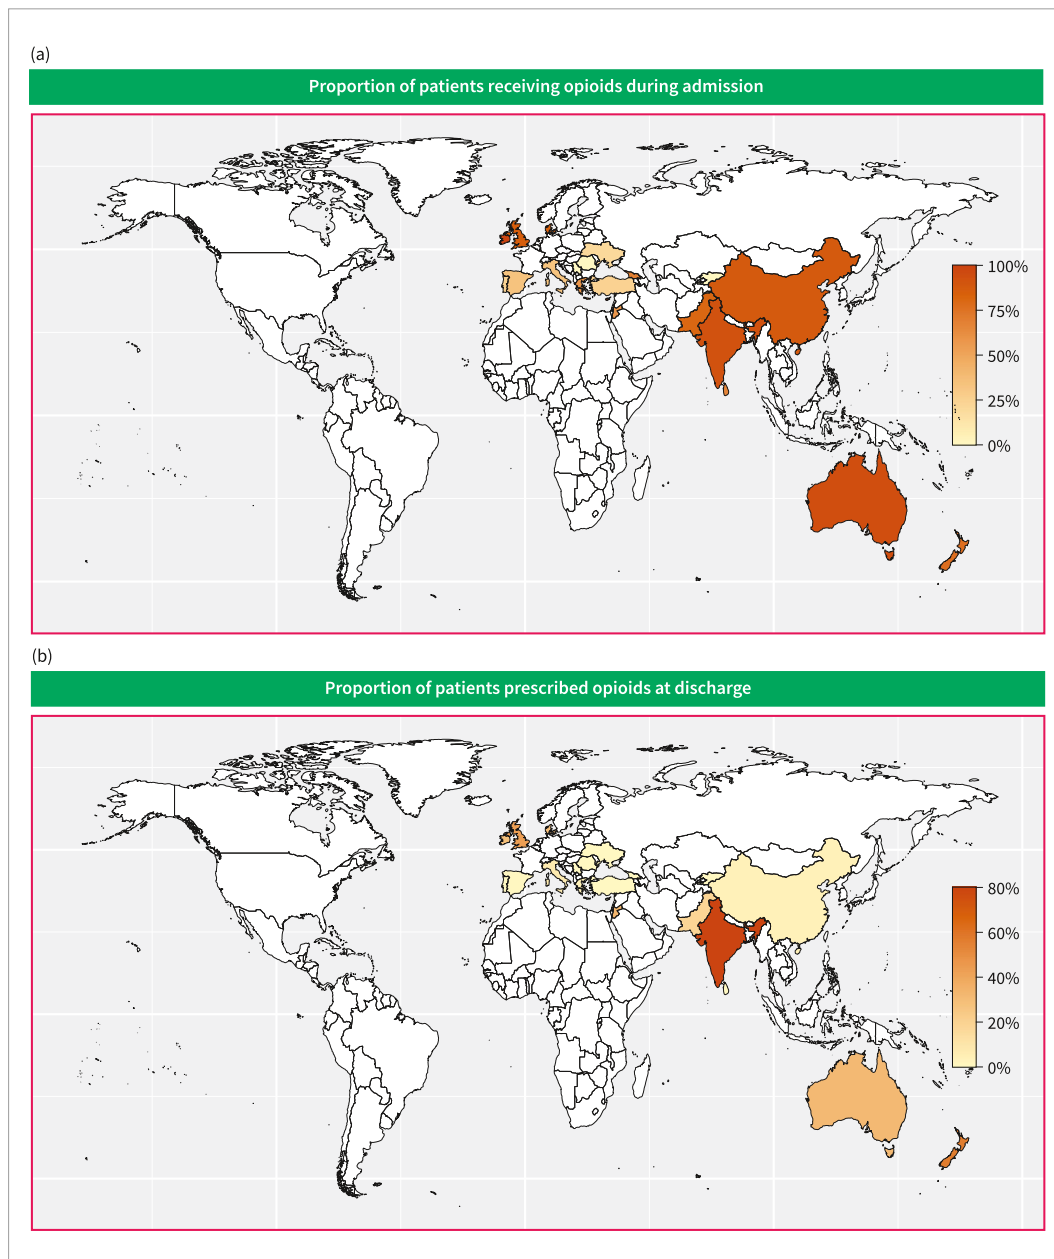 (a)
Proportion of patients receiving opioids during admission
100%
75%
50%
25%
0%
(b)
Proportion of patients prescribed opioids at discharge
80%
60%
40%
20%
0%